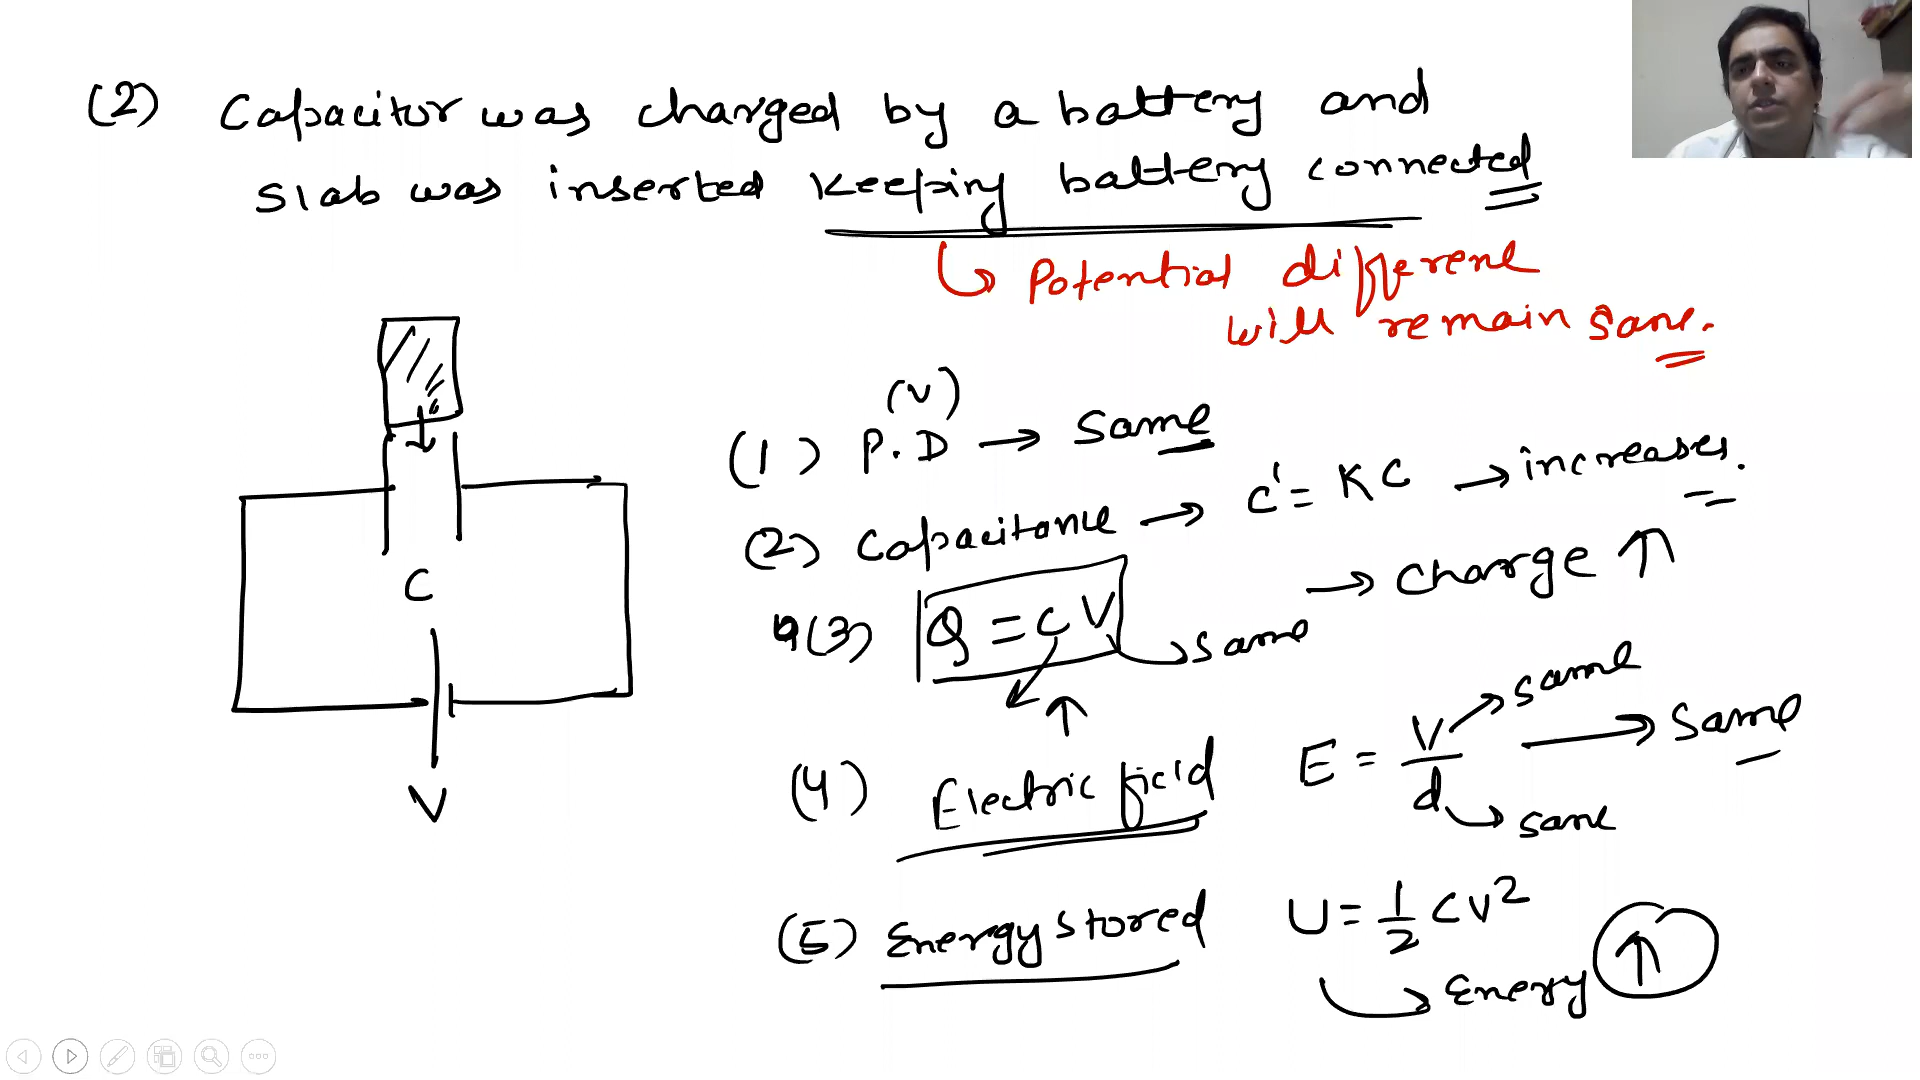 (2) Capacitor was charged by a battery and
slab was inserted keeping battery connected
Potential different
will remain same.
(V)
(1) P.D → Same
(2) Capacitance → C' = KC → increases.
(3) Q = CV → same → Charge ↑
↑
(4) Electric field E = V/d → same → Same
same
(5) Energy stored U = 1/2 CV²
→ Energy ↑
C
V